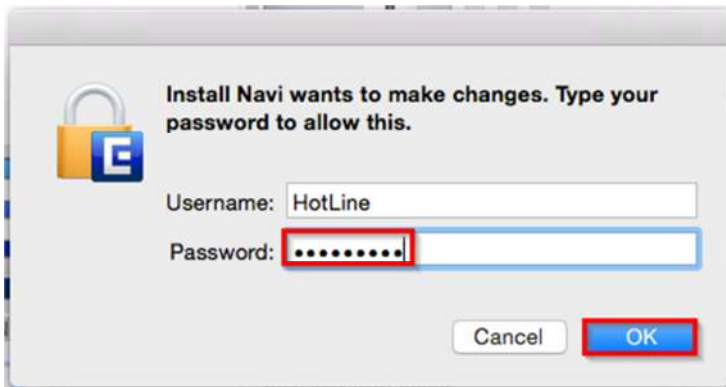 Install Navi wants to make changes. Type your
password to allow this.
Username: HotLine
Password: •••••••••
Cancel OK